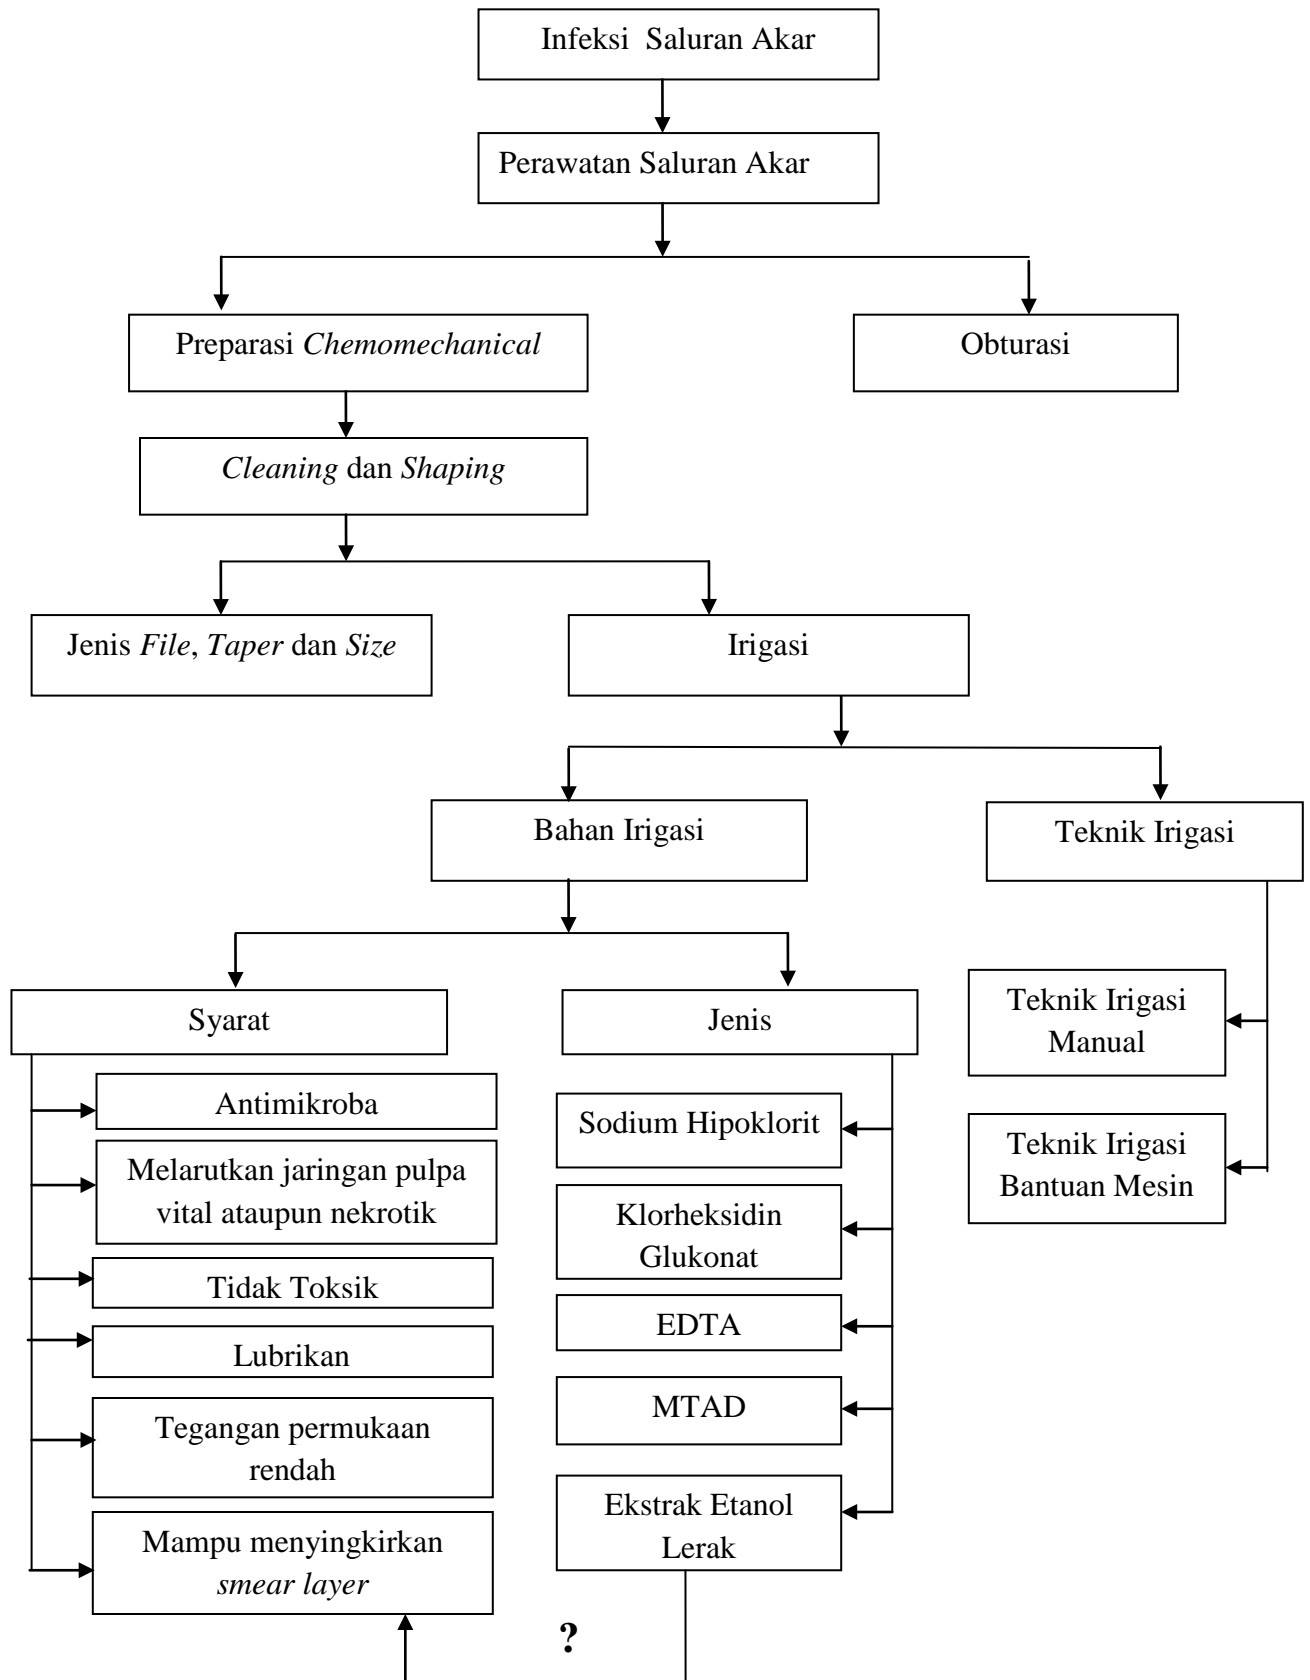 Infeksi Saluran Akar
Perawatan Saluran Akar
Preparasi Chemomechanical
Obturasi
Cleaning dan Shaping
Jenis File, Taper dan Size
Irigasi
Bahan Irigasi
Teknik Irigasi
Syarat
Jenis
Teknik Irigasi
Manual
Antimikroba
Sodium Hipoklorit
Teknik Irigasi
Bantuan Mesin
Melarutkan jaringan pulpa
vital ataupun nekrotik
Klorheksidin
Glukonat
Tidak Toksik
EDTA
Lubrikan
MTAD
Tegangan permukaan
rendah
Ekstrak Etanol
Lerak
Mampu menyingkirkan
smear layer
?